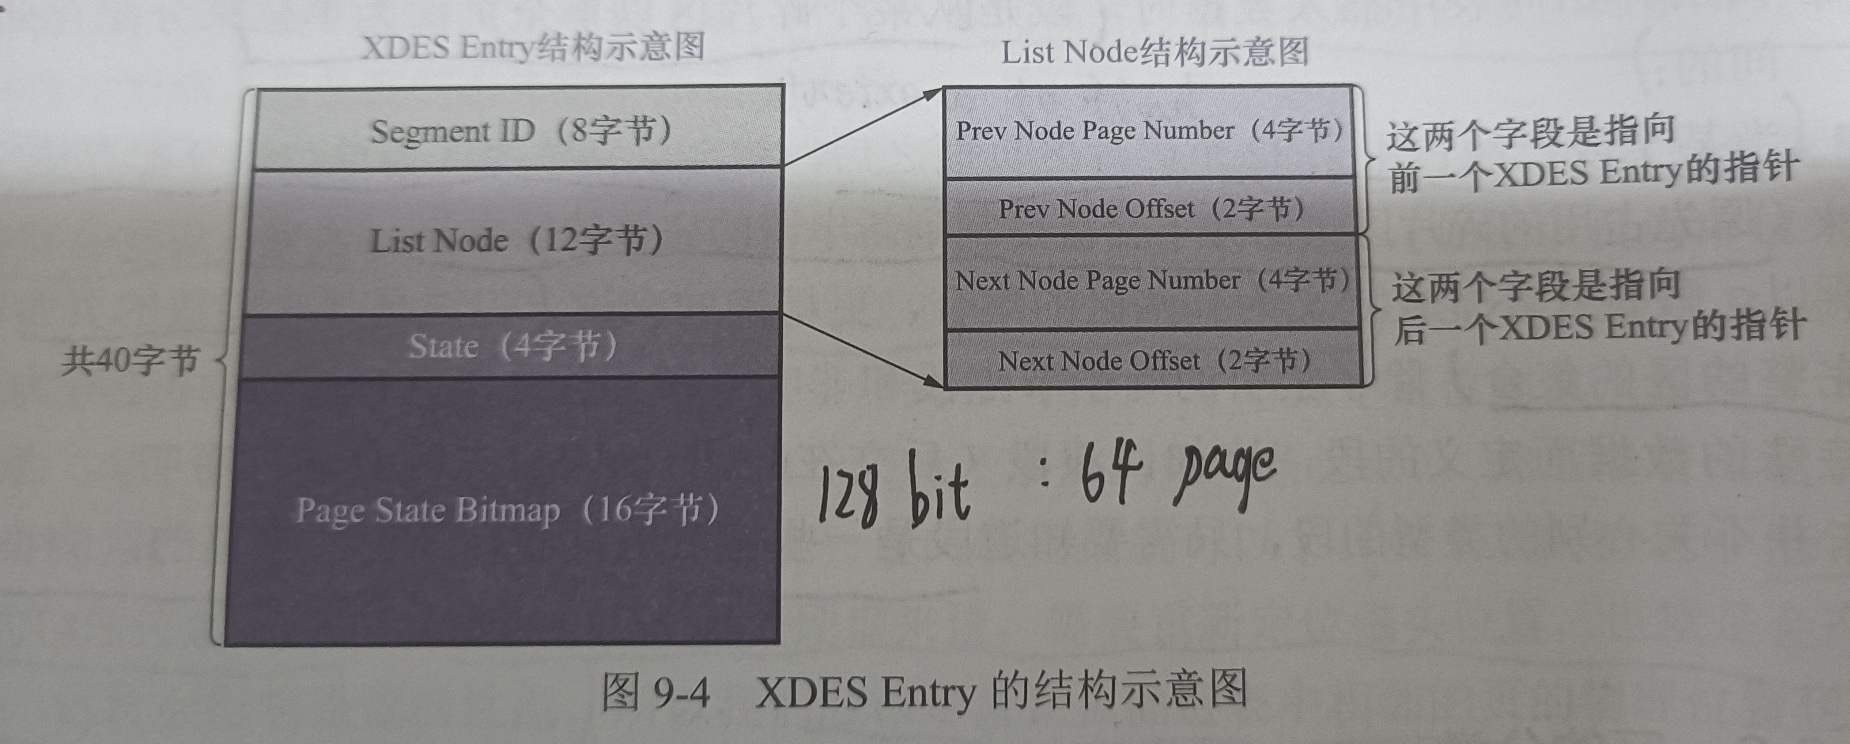 XDES Entry结构示意图
List Node结构示意图
Segment ID（8字节）
List Node（12字节）
State（4字节）
Page State Bitmap（16字节）
共40字节
Prev Node Page Number（4字节）
Prev Node Offset（2字节）
Next Node Page Number（4字节）
Next Node Offset（2字节）
这两个字段是指向
前一个XDES Entry的指针
这两个字段是指向
后一个XDES Entry的指针
128 bit : 64 page
图 9-4 XDES Entry 的结构示意图